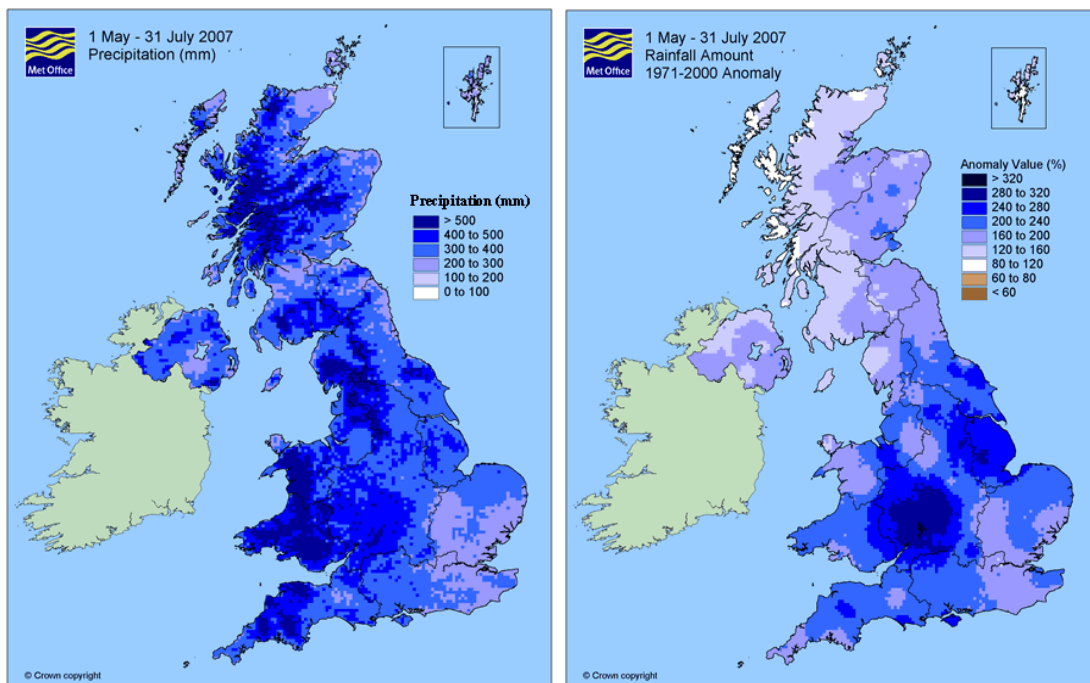 Met Office
1 May - 31 July 2007
Precipitation (mm)
Precipitation (mm)
> 500
400 to 500
300 to 400
200 to 300
100 to 200
0 to 100
© Crown copyright
Met Office
1 May - 31 July 2007
Rainfall Amount
1971-2000 Anomaly
Anomaly Value (%)
> 320
280 to 320
240 to 280
200 to 240
160 to 200
120 to 160
80 to 120
60 to 80
< 60
© Crown copyright